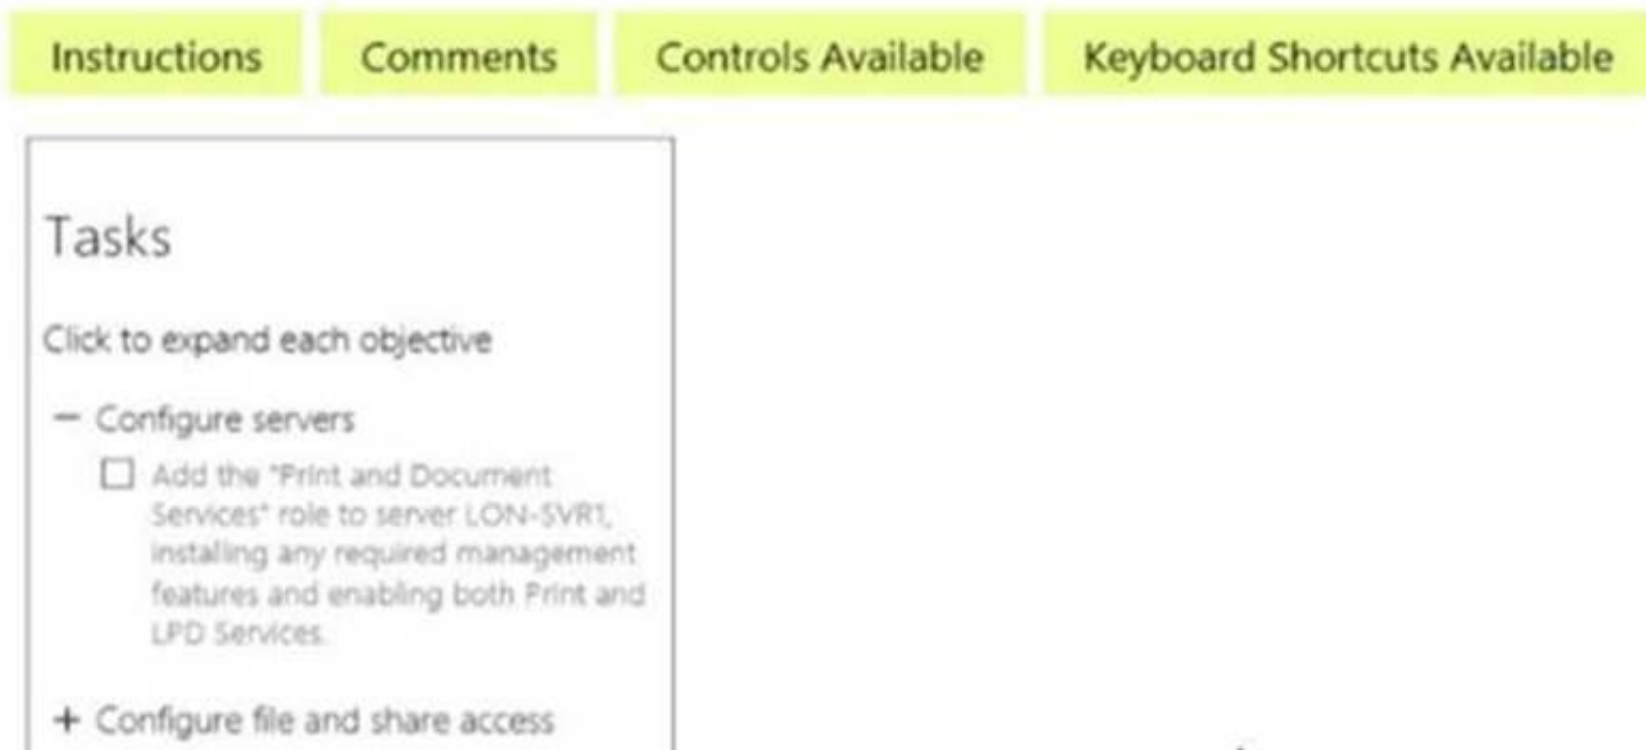 Instructions Comments Controls Available Keyboard Shortcuts Available
Tasks
Click to expand each objective
− Configure servers
Add the "Print and Document
Services" role to server LON-SVR1,
installing any required management
features and enabling both Print and
LPD Services.
+ Configure file and share access